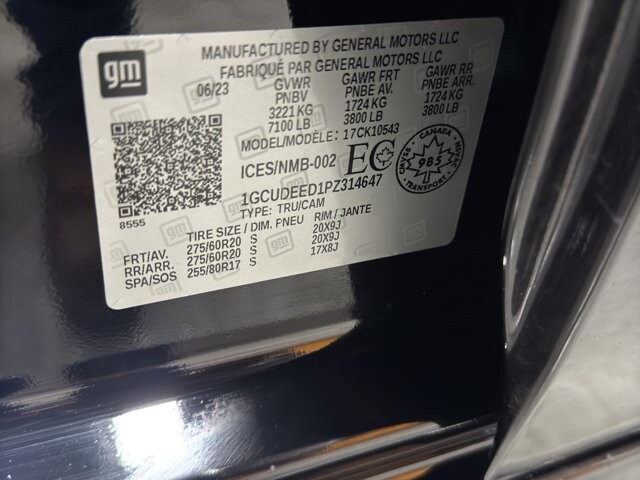 gm
MANUFACTURED BY GENERAL MOTORS LLC
FABRIQUÉ PAR GENERAL MOTORS LLC
06/23 GVWR GAWR FRT GAWR RR
PNBV PNBE AV. PNBE ARR.
3221 KG 1724 KG 1724 KG
7100 LB 3800 LB 3800 LB
MODEL/MODÈLE: 17CK10543
ICES/NMB-002 EC
CANADA
SVMAC 985 CMVSS
TRANSPORT
1GCUDEED1PZ314647
8555
TYPE: TRU/CAM
TIRE SIZE / DIM. PNEU RIM / JANTE
FRT/AV. 275/60R20 S 20X9J
RR/ARR. 275/60R20 S 20X9J
SPA/SOS 255/80R17 S 17X8J